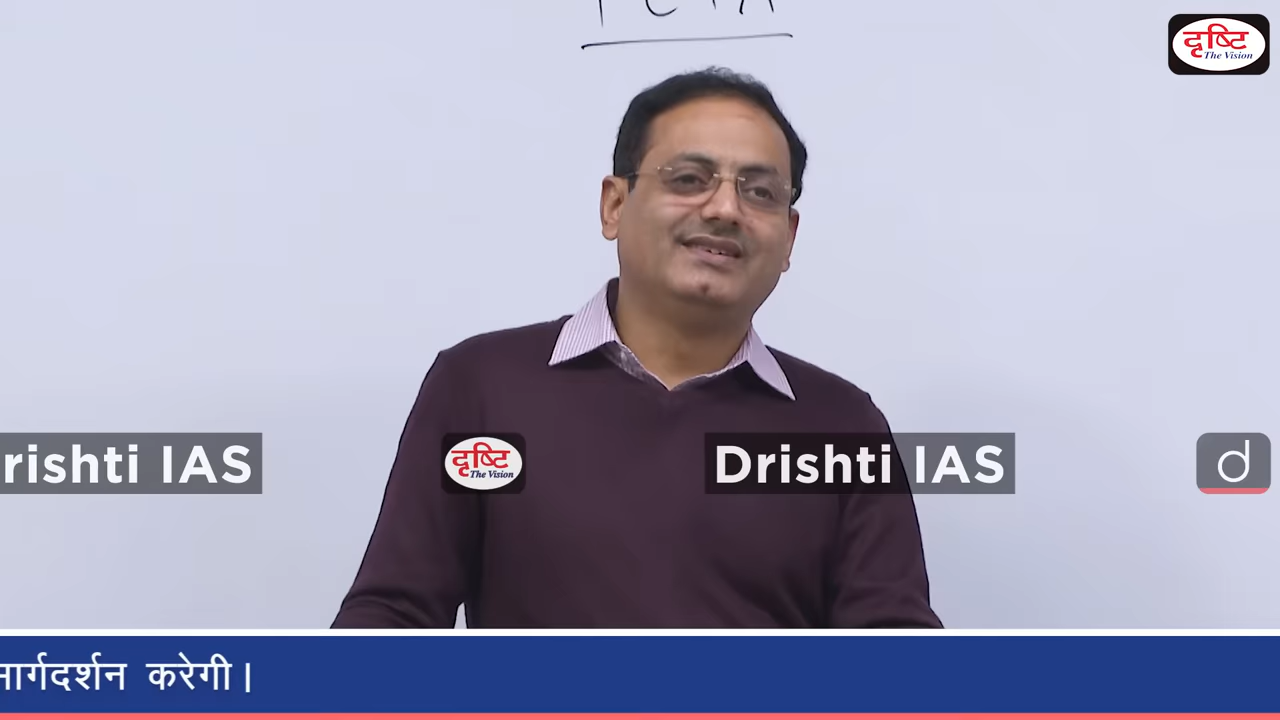 दृष्टि
The Vision
rishti IAS
दृष्टि
The Vision
Drishti IAS
d
मार्गदर्शन करेगी।